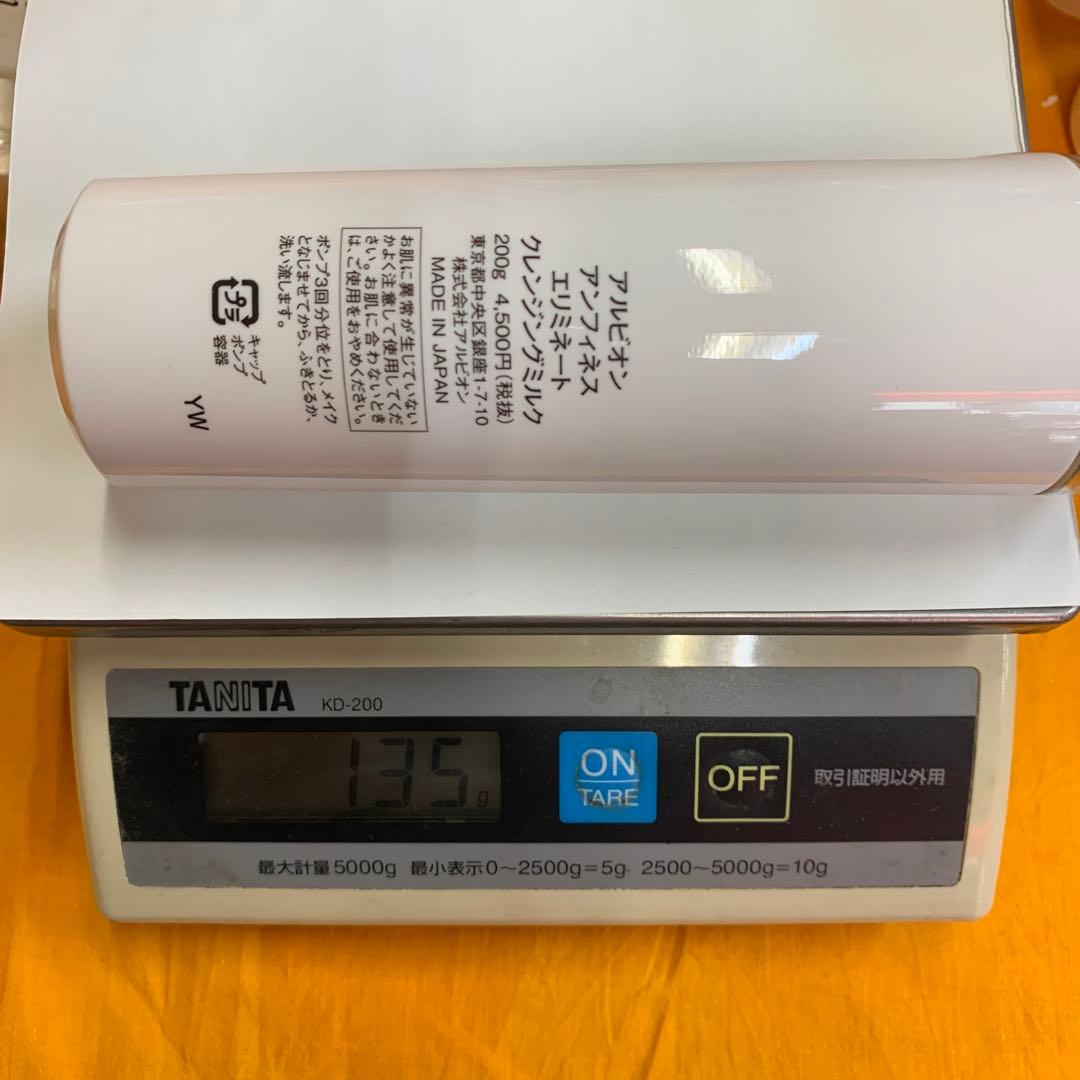 アルビオン
アンフィネス
エリミネート
クレンジングミルク
200g 4,500円(税抜)
東京都中央区銀座1-7-10
株式会社アルビオン
MADE IN JAPAN
お肌に異常が生じていない
かよく注意して使用してくだ
さい。お肌に合わないとき
は、ご使用をおやめください。
ポンプ3回分位をとり、メイク
となじませてから、ふきとるか、
洗い流します。
プラ
キャップ
ポンプ
容器
YW
TANITA KD-200
135g
ON
TARE
OFF
取引証明以外用
最大計量5000g 最小表示0～2500g=5g 2500～5000g=10g